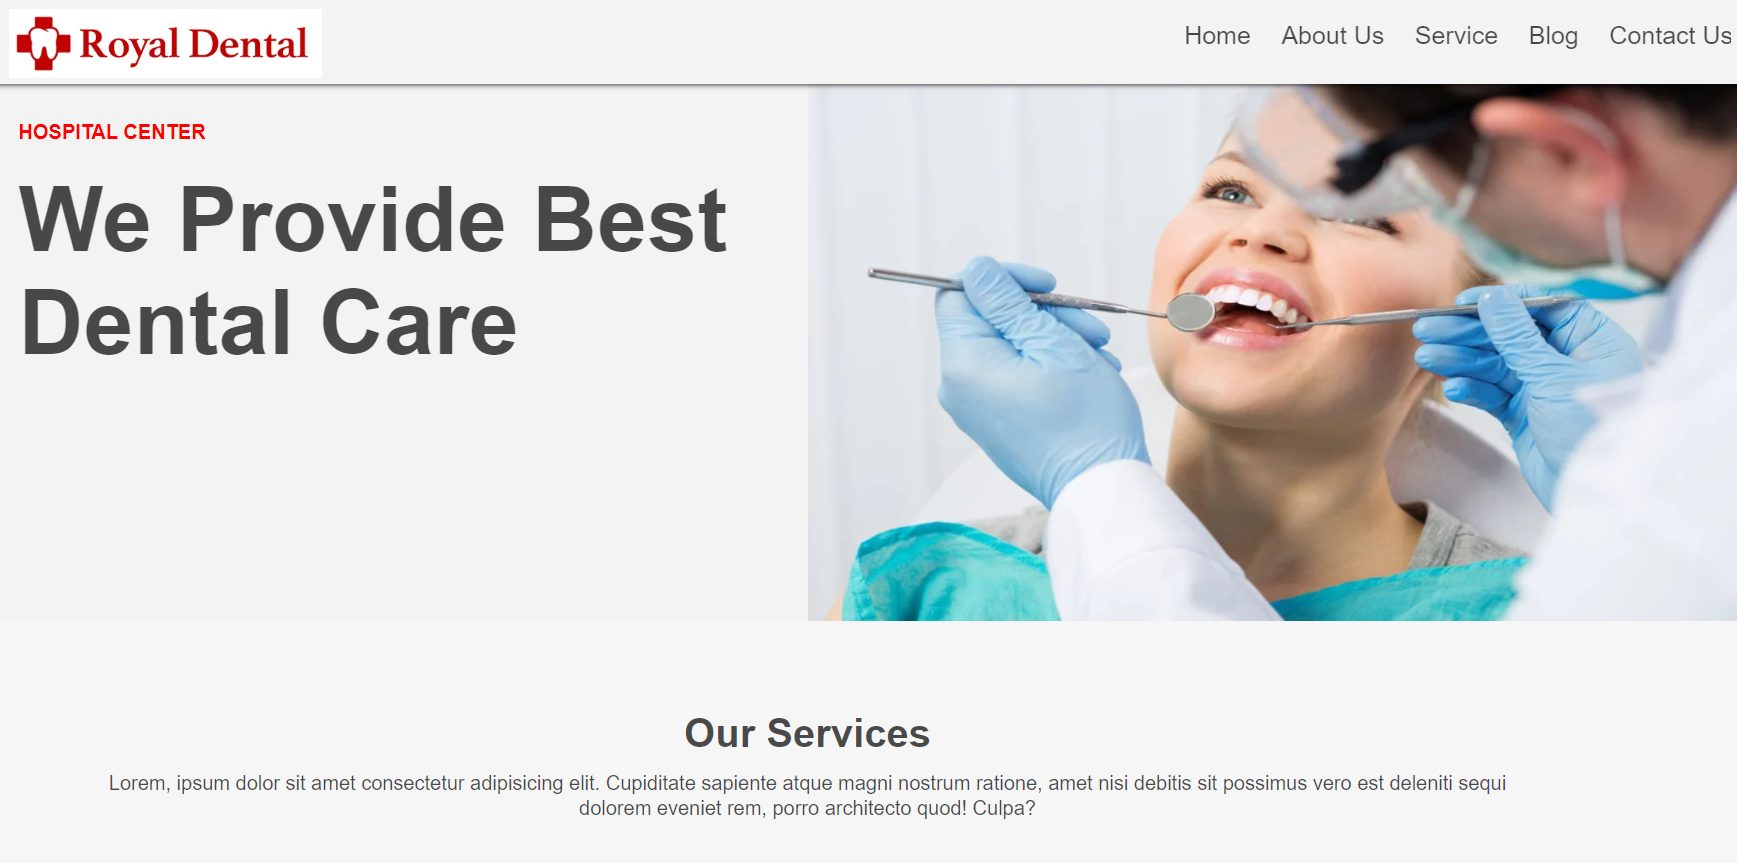 Royal Dental
Home About Us Service Blog Contact Us
HOSPITAL CENTER
We Provide Best
Dental Care
Our Services
Lorem, ipsum dolor sit amet consectetur adipisicing elit. Cupiditate sapiente atque magni nostrum ratione, amet nisi debitis sit possimus vero est deleniti sequi
dolorem eveniet rem, porro architecto quod! Culpa?